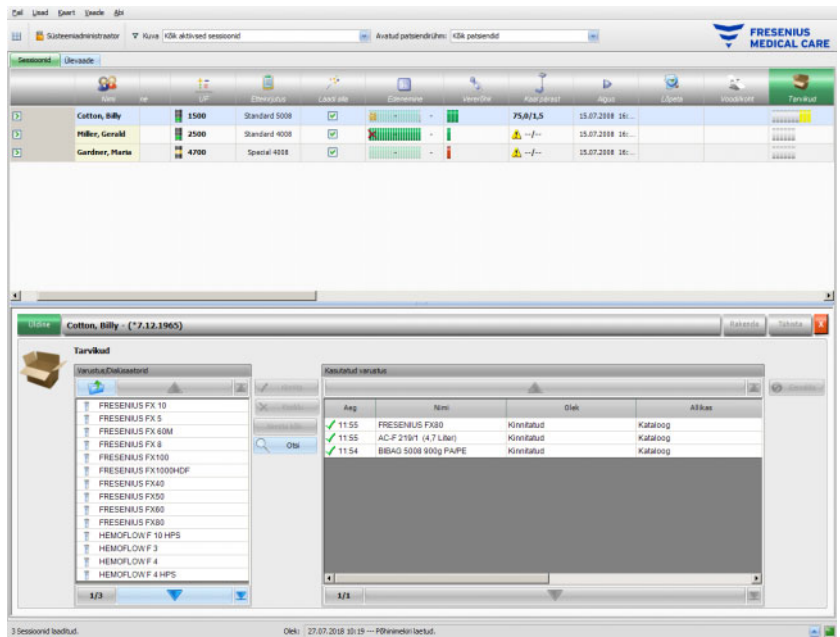 Fail Lisad Kaart Vaade Abi
Süsteemiadministraator Kuva Kõik aktiivsed sessioonid Avatud patsiendirühm: Kõik patsiendid
FRESENIUS
MEDICAL CARE
Sessioonid Ülevaade
Nimi ne UF Ettekirjutus Laadi alla Edenemine Vererõhk Kaal pärast Algus Lõpeta Voodikoht Tarvikud
Cotton, Billy 1500 Standard 5008 - - 75,0/1,5 15.07.2008 16:...
Miller, Gerald 2500 Standard 4008 - --/-- 15.07.2008 16:...
Gardner, Maria 4700 Special 4008 - - --/-- 15.07.2008 16:...
Üldine Cotton, Billy - (*7.12.1965) Rakenda Tühista X
Tarvikud
Varustus/Dialüsaatorid
Kasutatud varustus
Otsi
Aeg Nimi Olek Allikas
FRESENIUS FX 10
FRESENIUS FX 5
FRESENIUS FX 60M
FRESENIUS FX 8
FRESENIUS FX100
FRESENIUS FX1000HDF
FRESENIUS FX40
FRESENIUS FX50
FRESENIUS FX60
FRESENIUS FX80
HEMOFLOW F 10 HPS
HEMOFLOW F 3
HEMOFLOW F 4
HEMOFLOW F 4 HPS
11:55 FRESENIUS FX80 Kinnitatud Kataloog
11:55 AC-F 219/1 (4,7 Liter) Kinnitatud Kataloog
11:54 BIBAG 5008 900g PA/PE Kinnitatud Kataloog
1/3
1/1
3 Sessioonid laaditud. Olek: 27.07.2018 10:19 --- Põhinimekiri laetud.